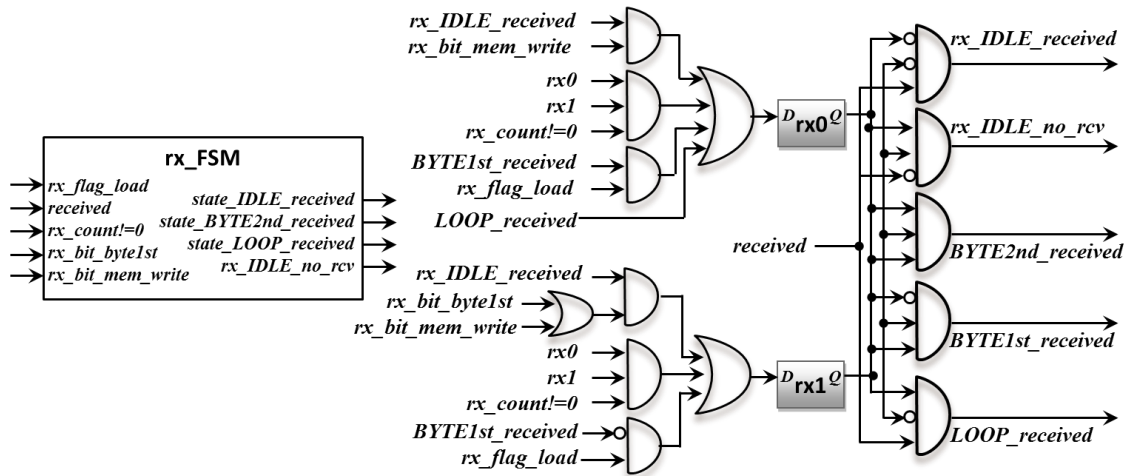 rx_FSM
rx_flag_load
received
rx_count!=0
rx_bit_byte1st
rx_bit_mem_write
state_IDLE_received
state_BYTE2nd_received
state_LOOP_received
rx_IDLE_no_rcv
rx_IDLE_received
rx_bit_mem_write
rx0
rx1
rx_count!=0
BYTE1st_received
rx_flag_load
LOOP_received
D rx0 Q
rx_IDLE_received
rx_bit_byte1st
rx_bit_mem_write
rx0
rx1
rx_count!=0
BYTE1st_received
rx_flag_load
D rx1 Q
received
rx_IDLE_received
rx_IDLE_no_rcv
BYTE2nd_received
BYTE1st_received
LOOP_received